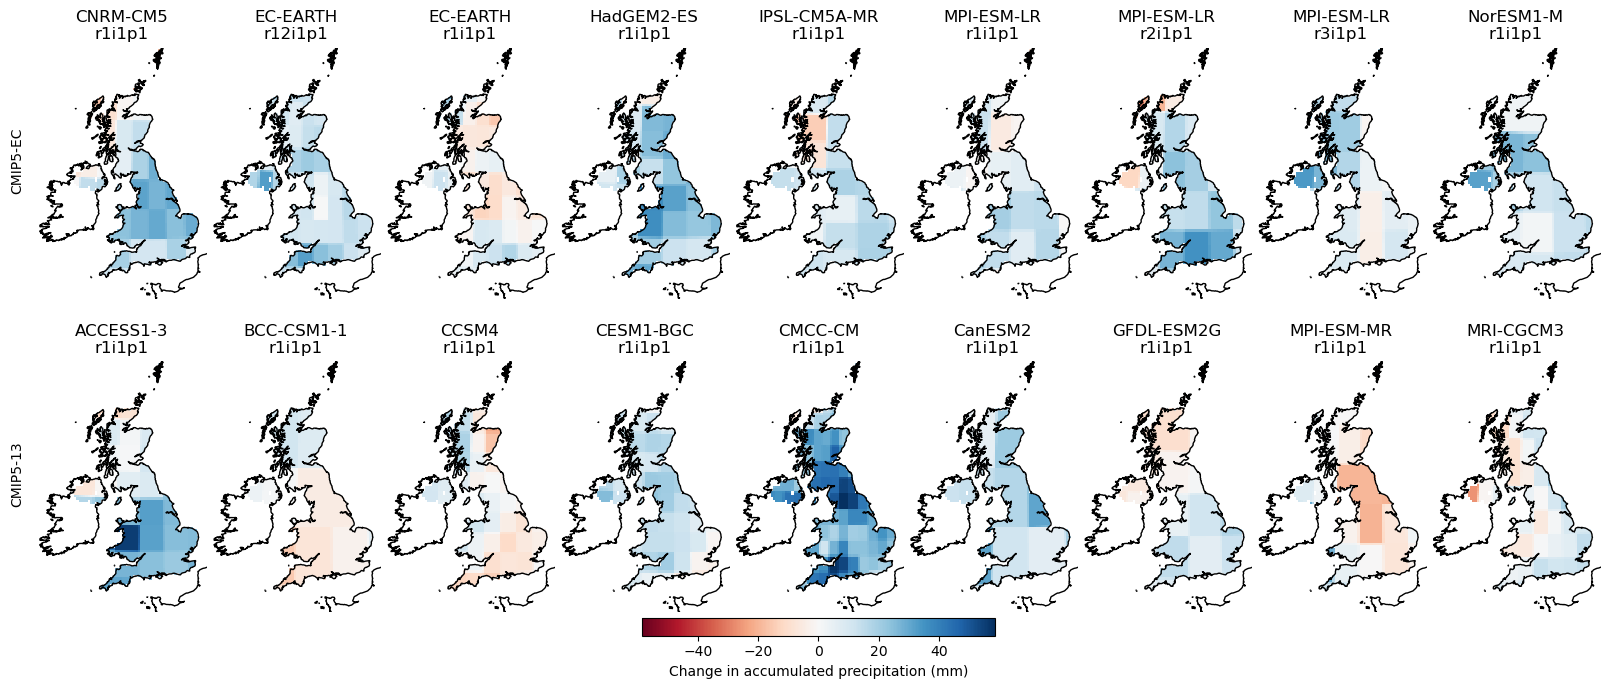 CNRM-CM5 EC-EARTH EC-EARTH HadGEM2-ES IPSL-CM5A-MR MPI-ESM-LR MPI-ESM-LR MPI-ESM-LR NorESM1-M
r1i1p1 r12i1p1 r1i1p1 r1i1p1 r1i1p1 r1i1p1 r2i1p1 r3i1p1 r1i1p1
CMIP5-EC
ACCESS1-3 BCC-CSM1-1 CCSM4 CESM1-BGC CMCC-CM CanESM2 GFDL-ESM2G MPI-ESM-MR MRI-CGCM3
r1i1p1 r1i1p1 r1i1p1 r1i1p1 r1i1p1 r1i1p1 r1i1p1 r1i1p1 r1i1p1
CMIP5-13
−40 −20 0 20 40
Change in accumulated precipitation (mm)